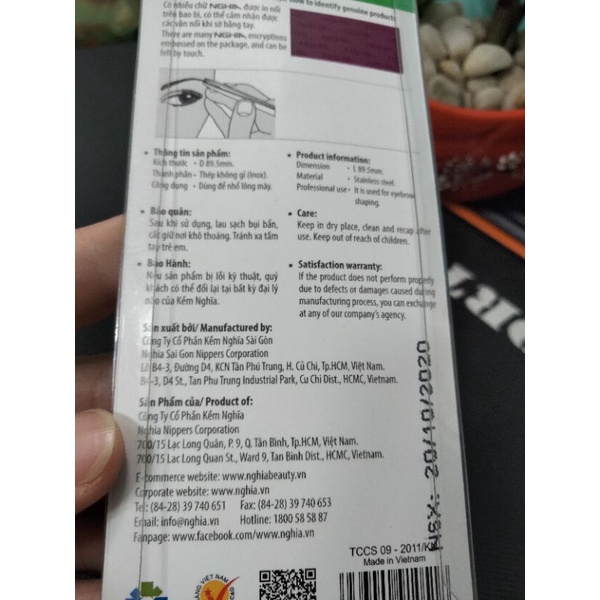 Có nhiều chữ NGHIA, được in nổi
trên bao bì, có thể cảm nhận được
các vân nổi khi sờ bằng tay.
There are many NGHIA, encryptions
embossed on the package, and can be
felt by touch.
How to identify genuine product
• Thông tin sản phẩm:
Kích thước • D 89.5mm.
Thành phần • Thép không gỉ (Inox).
Công dụng • Dùng để nhổ lông mày.
• Product information:
Dimension • L 89.5mm.
Material • Stainless steel.
Professional use • It is used for eyebrow
shaping.
• Bảo quản:
Sau khi sử dụng, lau sạch bụi bẩn,
cất giữ nơi khô thoáng. Tránh xa tầm
tay trẻ em.
• Care:
Keep in dry place, clean and recap after
use. Keep out of reach of children.
• Bảo Hành:
Nếu sản phẩm bị lỗi kỹ thuật, quý
khách có thể đổi lại tại bất kỳ đại lý
nào của Kềm Nghĩa.
• Satisfaction warranty:
If the product does not perform properly
due to defects or damages caused during
manufacturing process, you can exchange
at any of our company's agency.
Sản xuất bởi/ Manufactured by:
Công Ty Cổ Phần Kềm Nghĩa Sài Gòn
Nghia Sai Gon Nippers Corporation
Lô B4-3, Đường D4, KCN Tân Phú Trung, H. Củ Chi, Tp.HCM, Việt Nam.
B4-3, D4 St., Tan Phu Trung Industrial Park, Cu Chi Dist., HCMC, Vietnam.
Sản Phẩm của/ Product of:
Công Ty Cổ Phần Kềm Nghĩa
Nghia Nippers Corporation
700/15 Lạc Long Quân, P. 9, Q. Tân Bình, Tp.HCM, Việt Nam.
700/15 Lac Long Quan St., Ward 9, Tan Binh Dist., HCMC, Vietnam.
E-commerce website: www.nghiabeauty.vn
Corporate website: www.nghia.vn
Tel: (84-28) 39 740 651 Fax: (84-28) 39 740 653
Email: info@nghia.vn Hotline: 1800 58 58 87
Fanpage: www.facebook.com/www.nghia.vn
NSX: 20/10/2020
TCCS 09 - 2011/KN
Made in Vietnam
VIỆT NAM
CAO